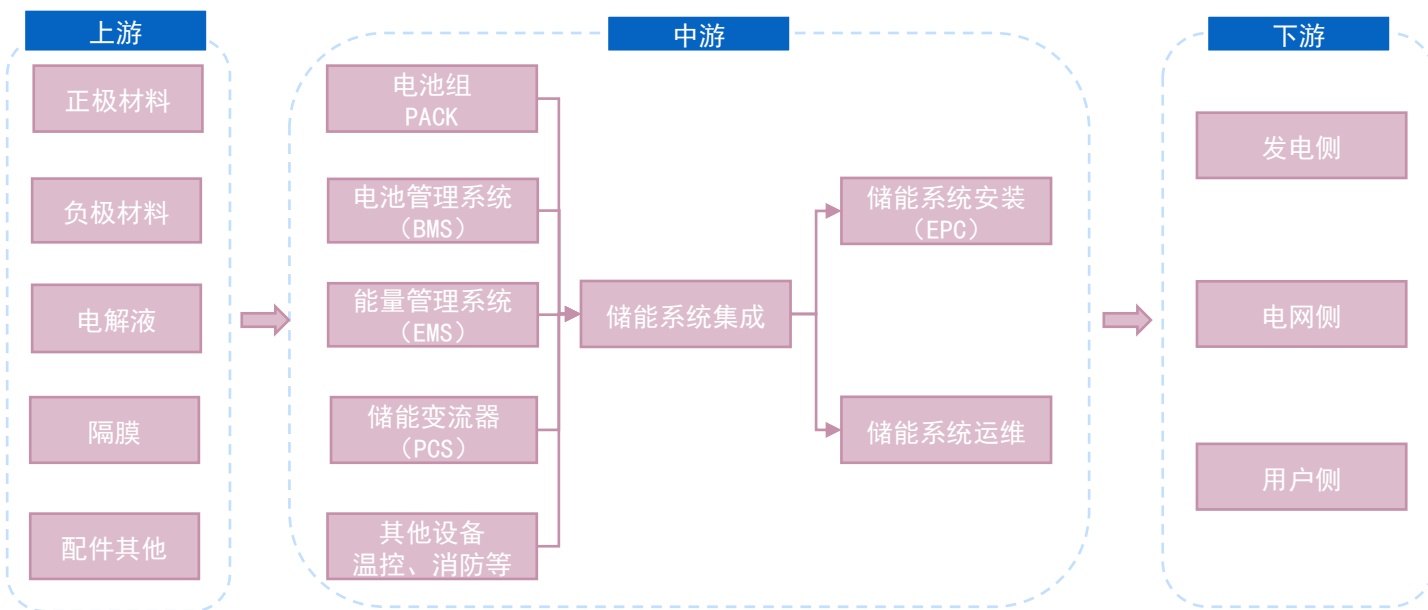 上游
正极材料
负极材料
电解液
隔膜
配件其他
中游
电池组
PACK
电池管理系统
（BMS）
能量管理系统
（EMS）
储能变流器
（PCS）
其他设备
温控、消防等
储能系统集成
储能系统安装
（EPC）
储能系统运维
下游
发电侧
电网侧
用户侧